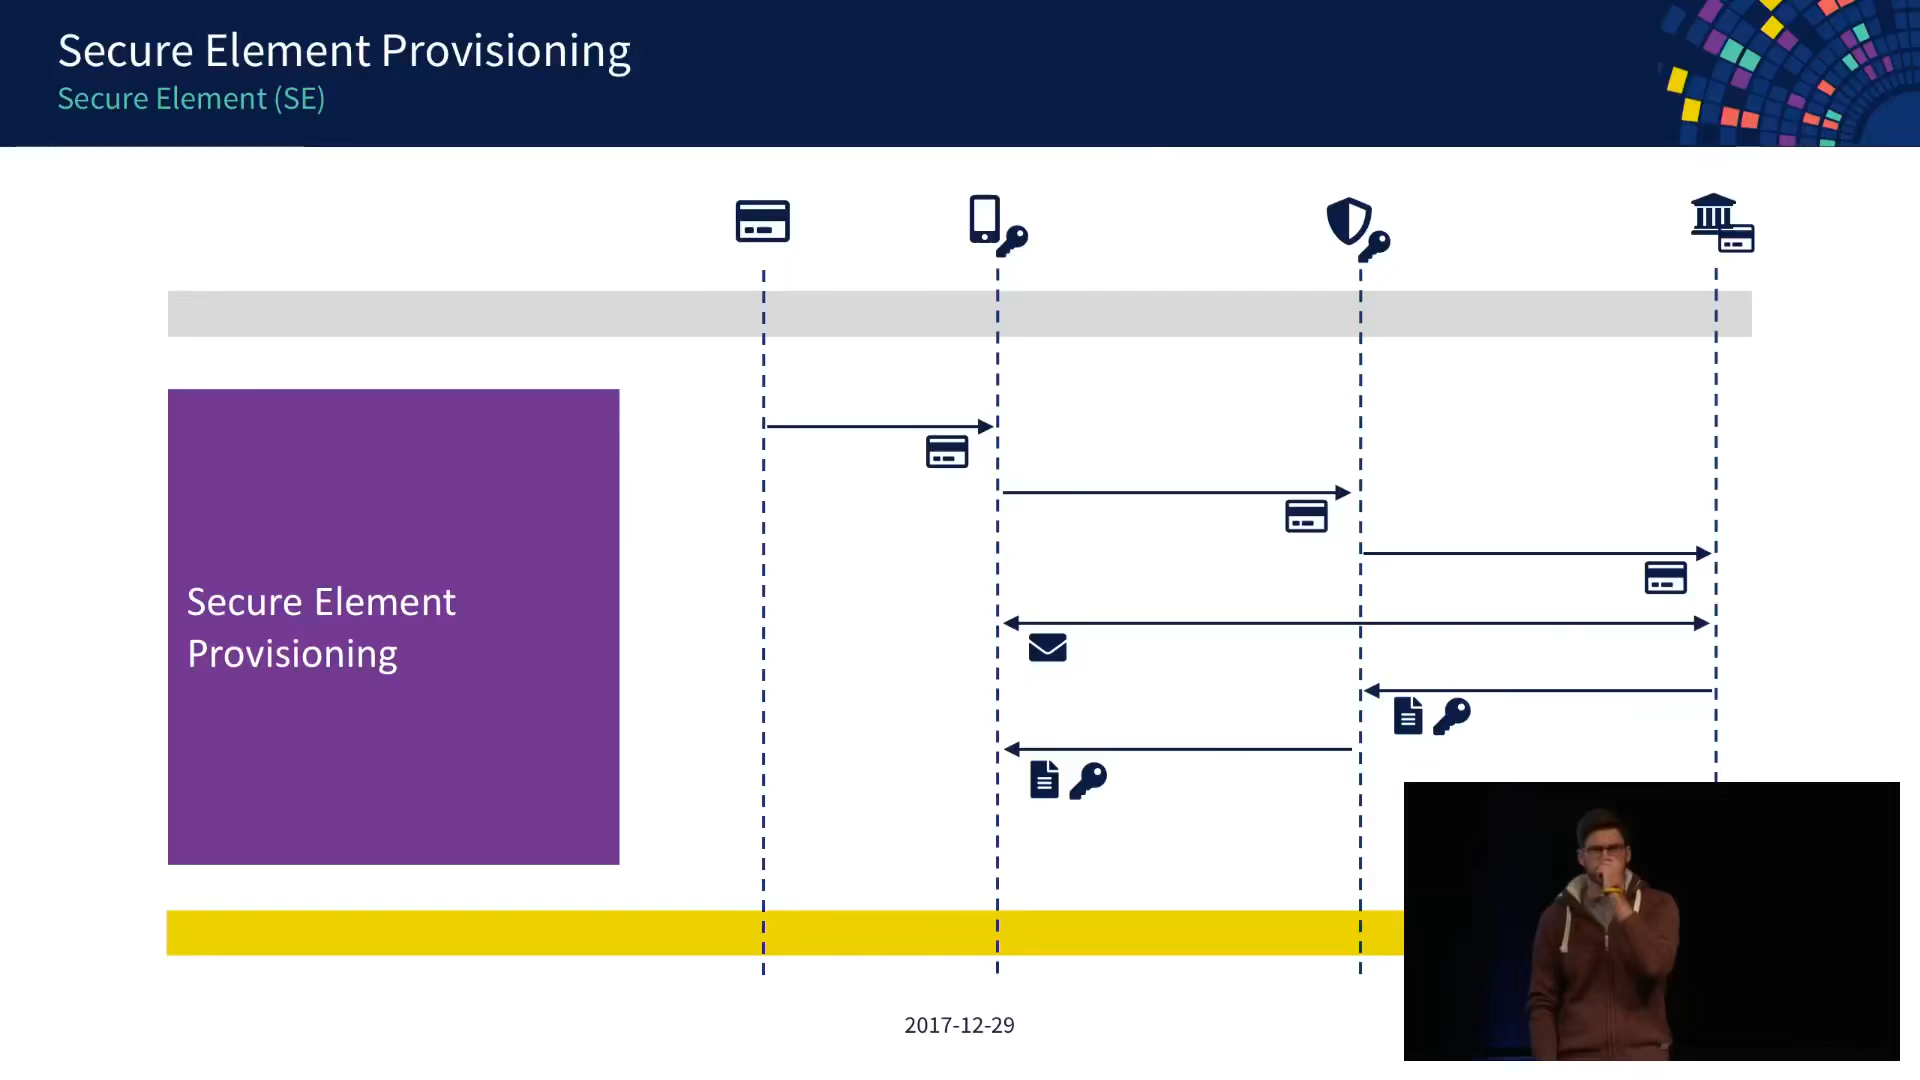 Secure Element Provisioning
Secure Element (SE)
Secure Element
Provisioning
2017-12-29